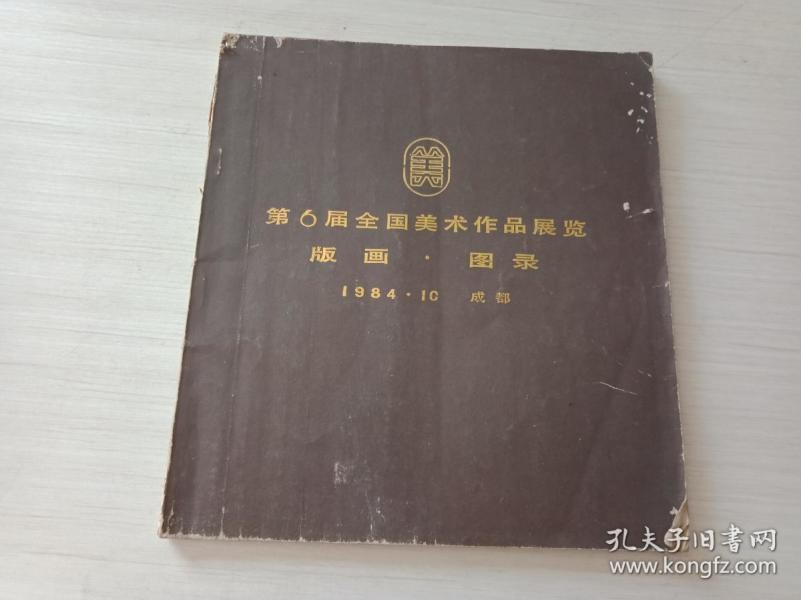 美
第6届全国美术作品展览
版画·图录
1984·10 成都
孔夫子旧书网
www.kongfz.com